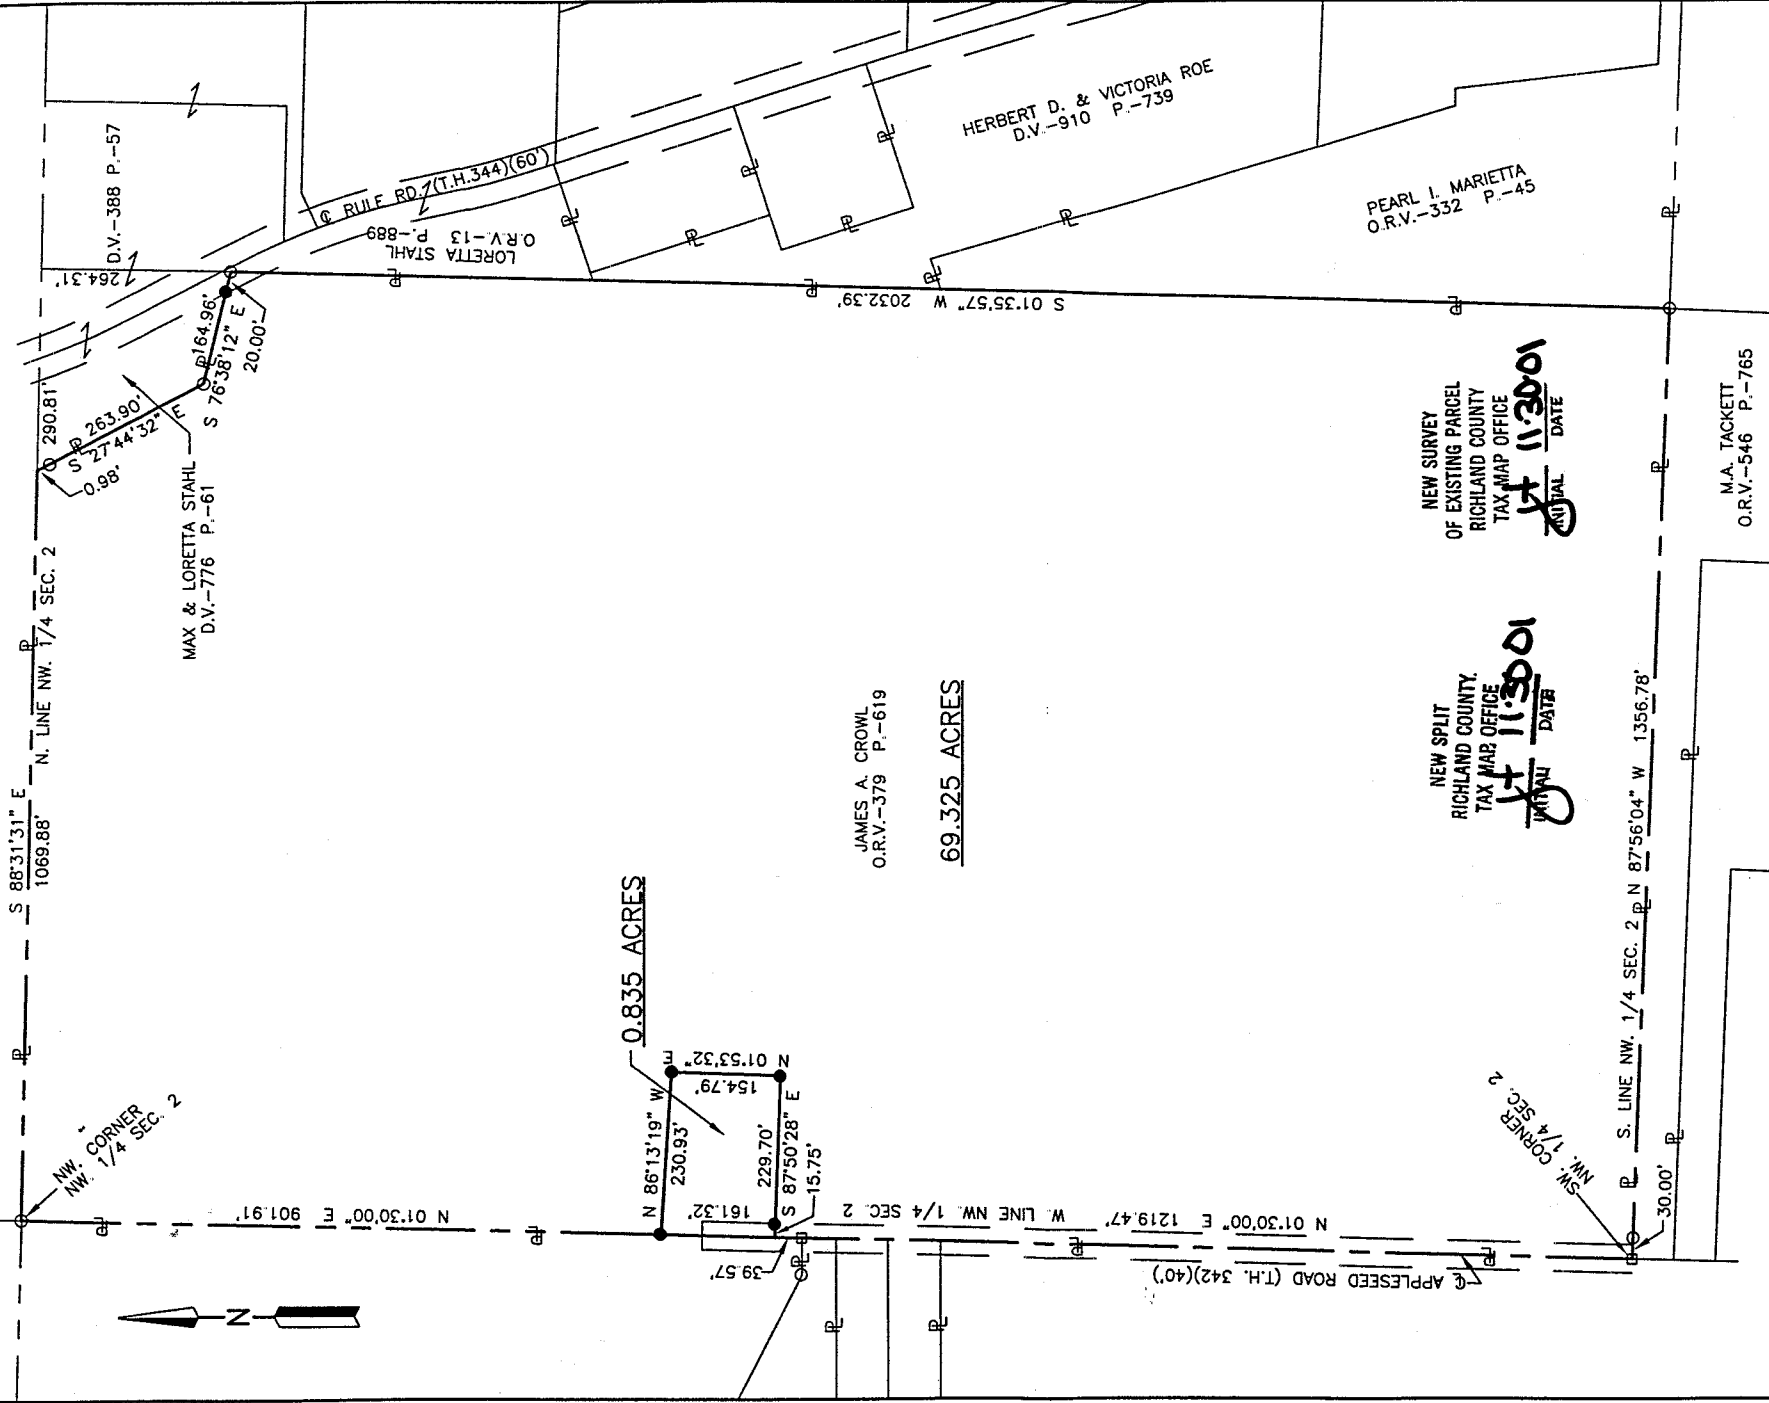 S 88°31'31" E
1069.88'
N. LINE NW. 1/4 SEC. 2
290.81'
264.31'
D.V.-388 P.-57
NW. CORNER
NW. 1/4 SEC. 2
0.98'
S 27°44'32" E
263.90'
164.96'
S 76°38'12" E
20.00'
MAX & LORETTA STAHL
D.V.-776 P.-61
RULE RD. (T.H.344)(60')
LORETTA STAHL
O.R.V.-13 P.-889
HERBERT D. & VICTORIA ROE
D.V.-910 P.-739
PEARL I. MARIETTA
O.R.V.-332 P.-45
S 01°35'57" W 2032.39'
JAMES A. CROWL
O.R.V.-379 P.-619
69.325 ACRES
0.835 ACRES
N 86°13'19" W
230.93'
N 01°53'32" E
154.79'
229.70'
S 87°50'28" E
15.75'
161.32'
39.57'
N 01°30'00" E 901.91'
W. LINE NW 1/4 SEC 2
N 01°30'00" E 1219.47'
APPLESEED ROAD (T.H. 342)(40')
N
SW. CORNER
NW. 1/4 SEC. 2
30.00'
S. LINE NW. 1/4 SEC. 2
N 87°56'04" W 1356.78'
NEW SPLIT
RICHLAND COUNTY
TAX MAP OFFICE
11-30-01
INITIAL DATE
NEW SURVEY
OF EXISTING PARCEL
RICHLAND COUNTY
TAX MAP OFFICE
11-30-01
INITIAL DATE
M.A. TACKETT
O.R.V.-546 P.-765